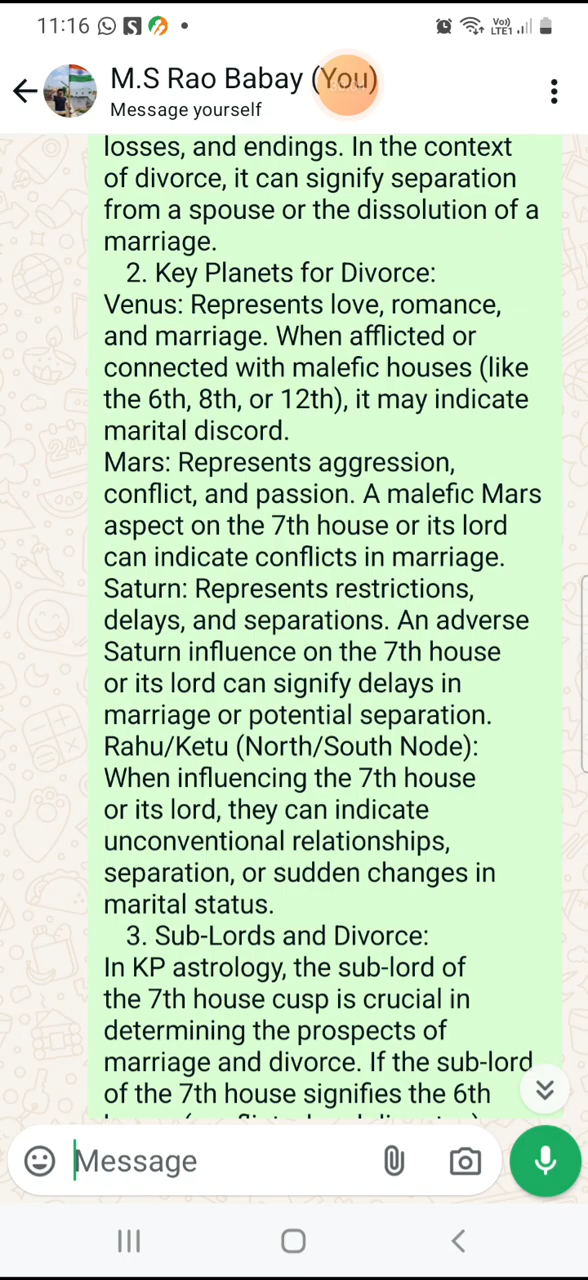 11:16
Vo))
LTE1
M.S Rao Babay (You)
Message yourself
losses, and endings. In the context
of divorce, it can signify separation
from a spouse or the dissolution of a
marriage.
2. Key Planets for Divorce:
Venus: Represents love, romance,
and marriage. When afflicted or
connected with malefic houses (like
the 6th, 8th, or 12th), it may indicate
marital discord.
Mars: Represents aggression,
conflict, and passion. A malefic Mars
aspect on the 7th house or its lord
can indicate conflicts in marriage.
Saturn: Represents restrictions,
delays, and separations. An adverse
Saturn influence on the 7th house
or its lord can signify delays in
marriage or potential separation.
Rahu/Ketu (North/South Node):
When influencing the 7th house
or its lord, they can indicate
unconventional relationships,
separation, or sudden changes in
marital status.
3. Sub-Lords and Divorce:
In KP astrology, the sub-lord of
the 7th house cusp is crucial in
determining the prospects of
marriage and divorce. If the sub-lord
of the 7th house signifies the 6th
Message